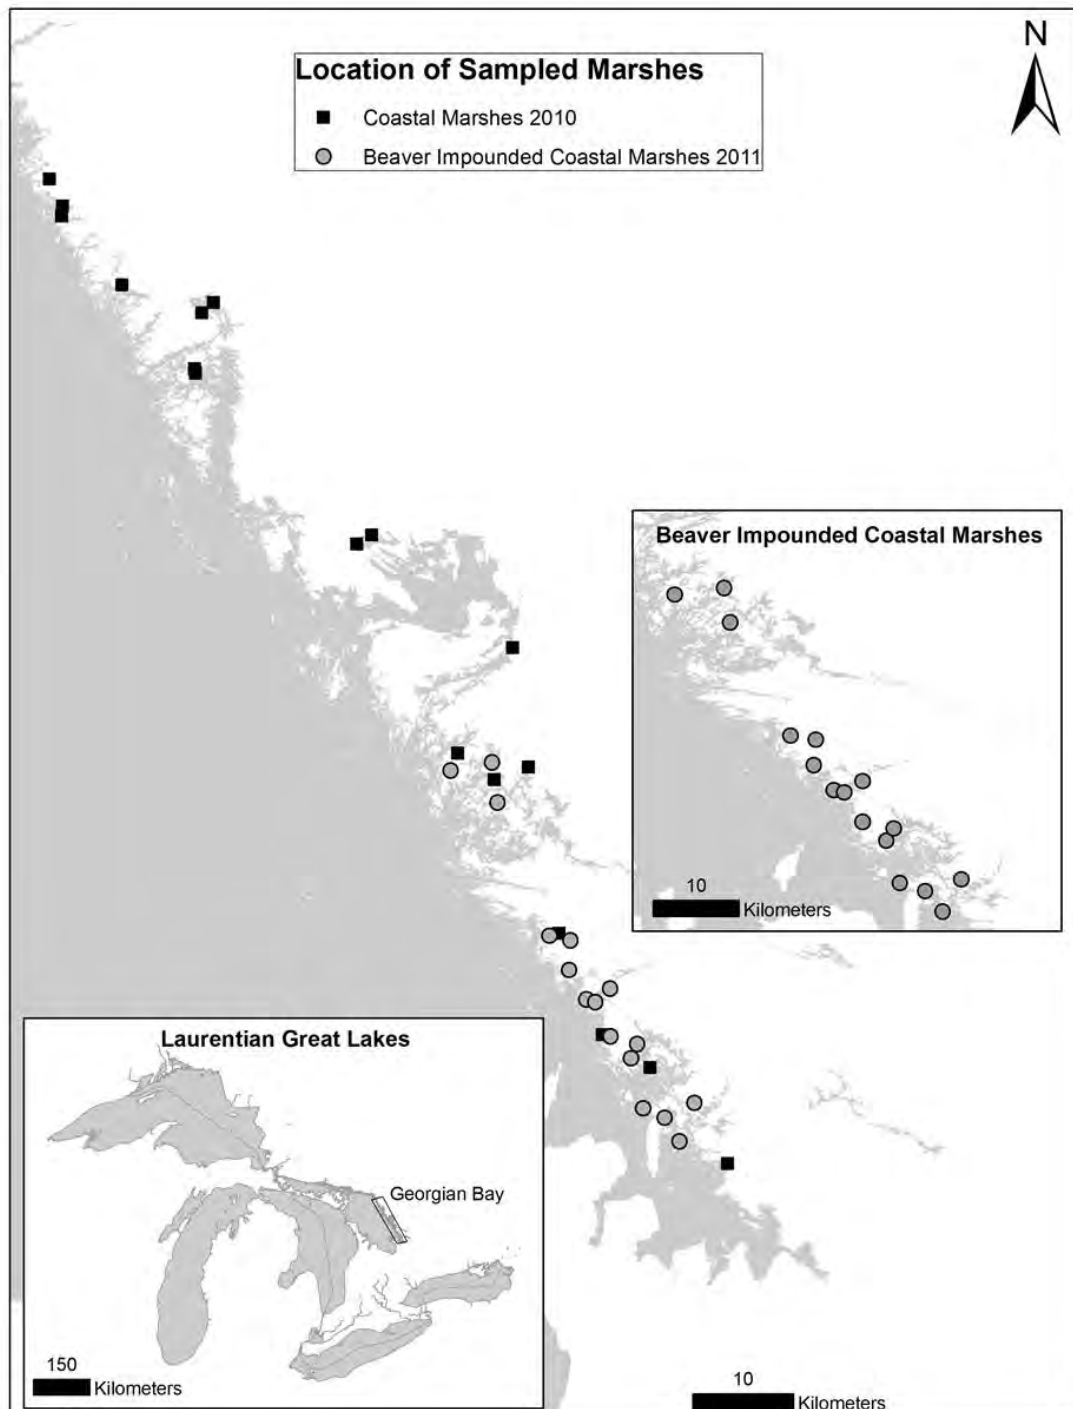 N
Location of Sampled Marshes
Coastal Marshes 2010
Beaver Impounded Coastal Marshes 2011
Beaver Impounded Coastal Marshes
10
Kilometers
Laurentian Great Lakes
Georgian Bay
150
Kilometers
10
Kilometers